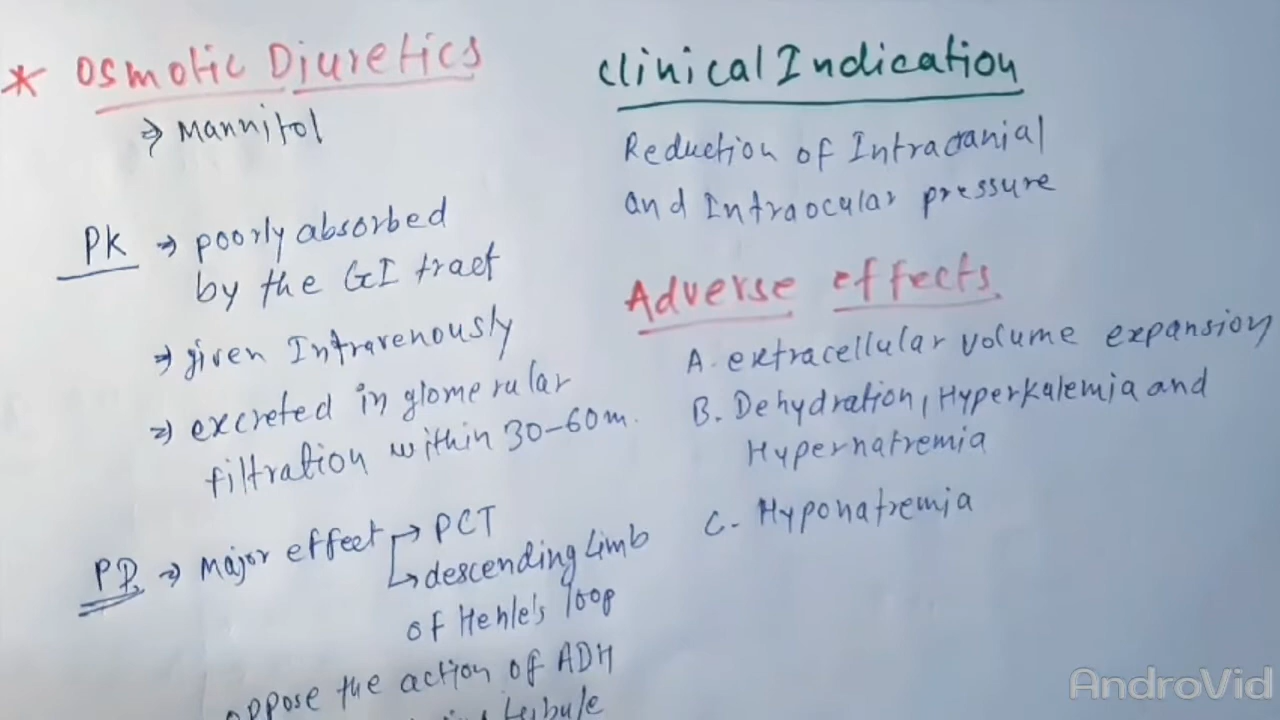 * Osmotic Diuretics
⇒ Mannitol
PK ⇒ poorly absorbed
by the GI tract
⇒ given Intravenously
⇒ excreted in glomerular
filtration within 30-60m.
PD ⇒ Major effect → PCT
→ descending limb
of Henle's loop
oppose the action of ADH
tubule
Clinical Indication
Reduction of Intracranial
and Intraocular pressure
Adverse effects
A. extracellular volume expansion
B. Dehydration, Hyperkalemia and
Hypernatremia
C. Hyponatremia
AndroVid